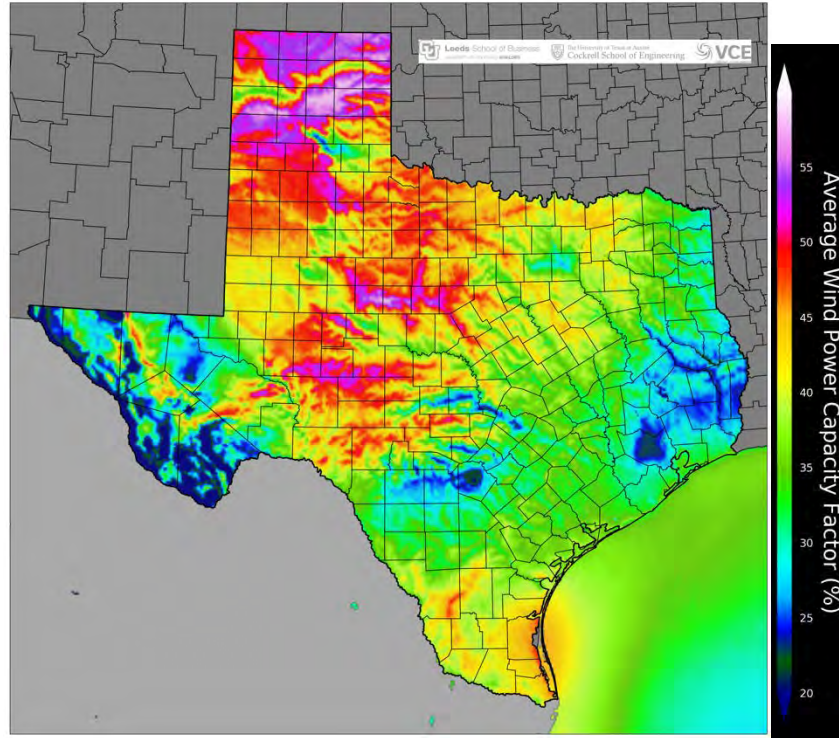 Leeds School of Business
The University of Texas at Austin
Cockrell School of Engineering
VCE
Average Wind Power Capacity Factor (%)
55
50
45
40
35
30
25
20